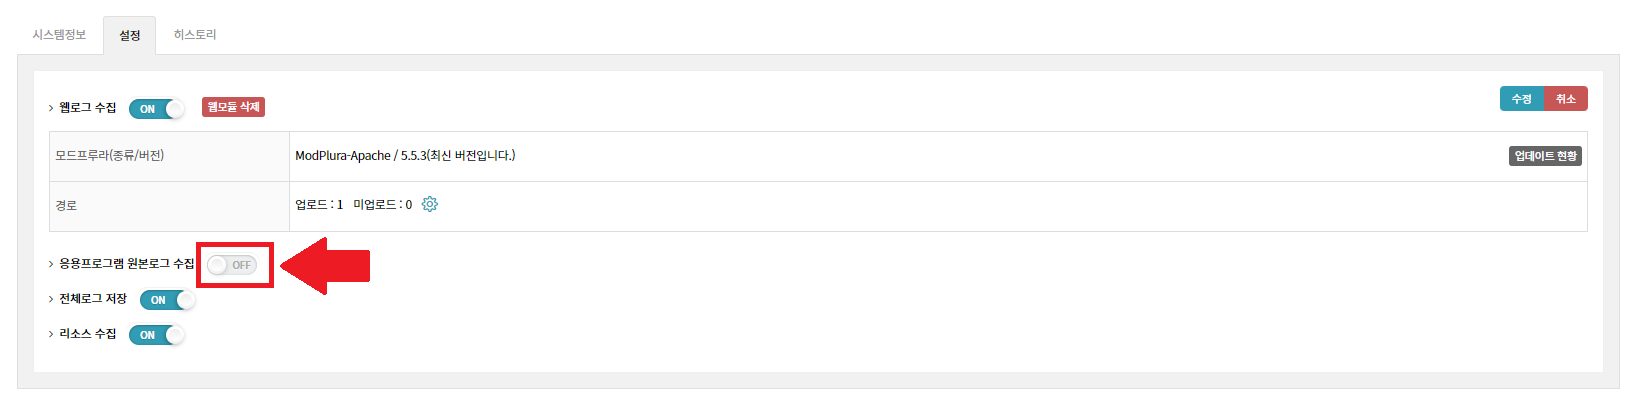 시스템정보 설정 히스토리
웹로그 수집 ON 웹모듈 삭제 수정 취소
모드프루라(종류/버전) ModPlura-Apache / 5.5.3(최신 버전입니다.) 업데이트 현황
경로 업로드 : 1 미업로드 : 0
응용프로그램 원본로그 수집 OFF
전체로그 저장 ON
리소스 수집 ON